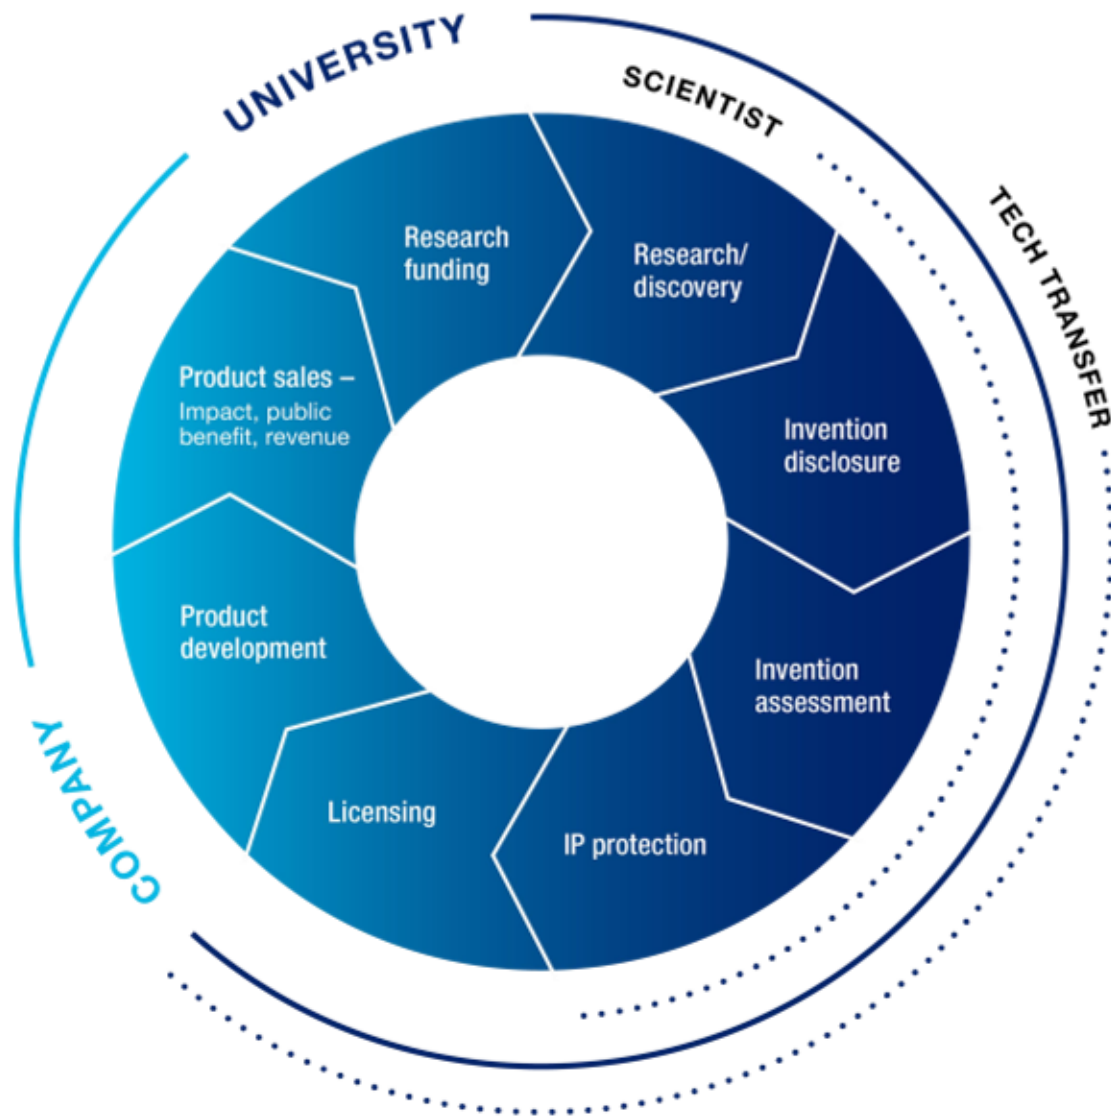 UNIVERSITY
SCIENTIST
TECH TRANSFER
Research
funding
Research/
discovery
Product sales –
Impact, public
benefit, revenue
Invention
disclosure
Product
development
Invention
assessment
Licensing
IP protection
COMPANY